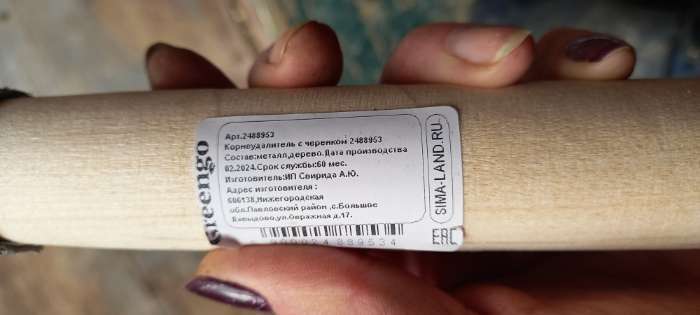 Greengo
Арт.2488953
Корнеудалитель с черенком 2488953
Состав:металл,дерево.Дата производства
02.2024.Срок службы:60 мес.
Изготовитель:ИП Свирида А.Ю.
Адрес изготовителя :
606138,Нижегородская
обл.Павловский район ,с.Большое
Давыдово,ул.Овражная д.17.
SIMA-LAND.RU
EAC